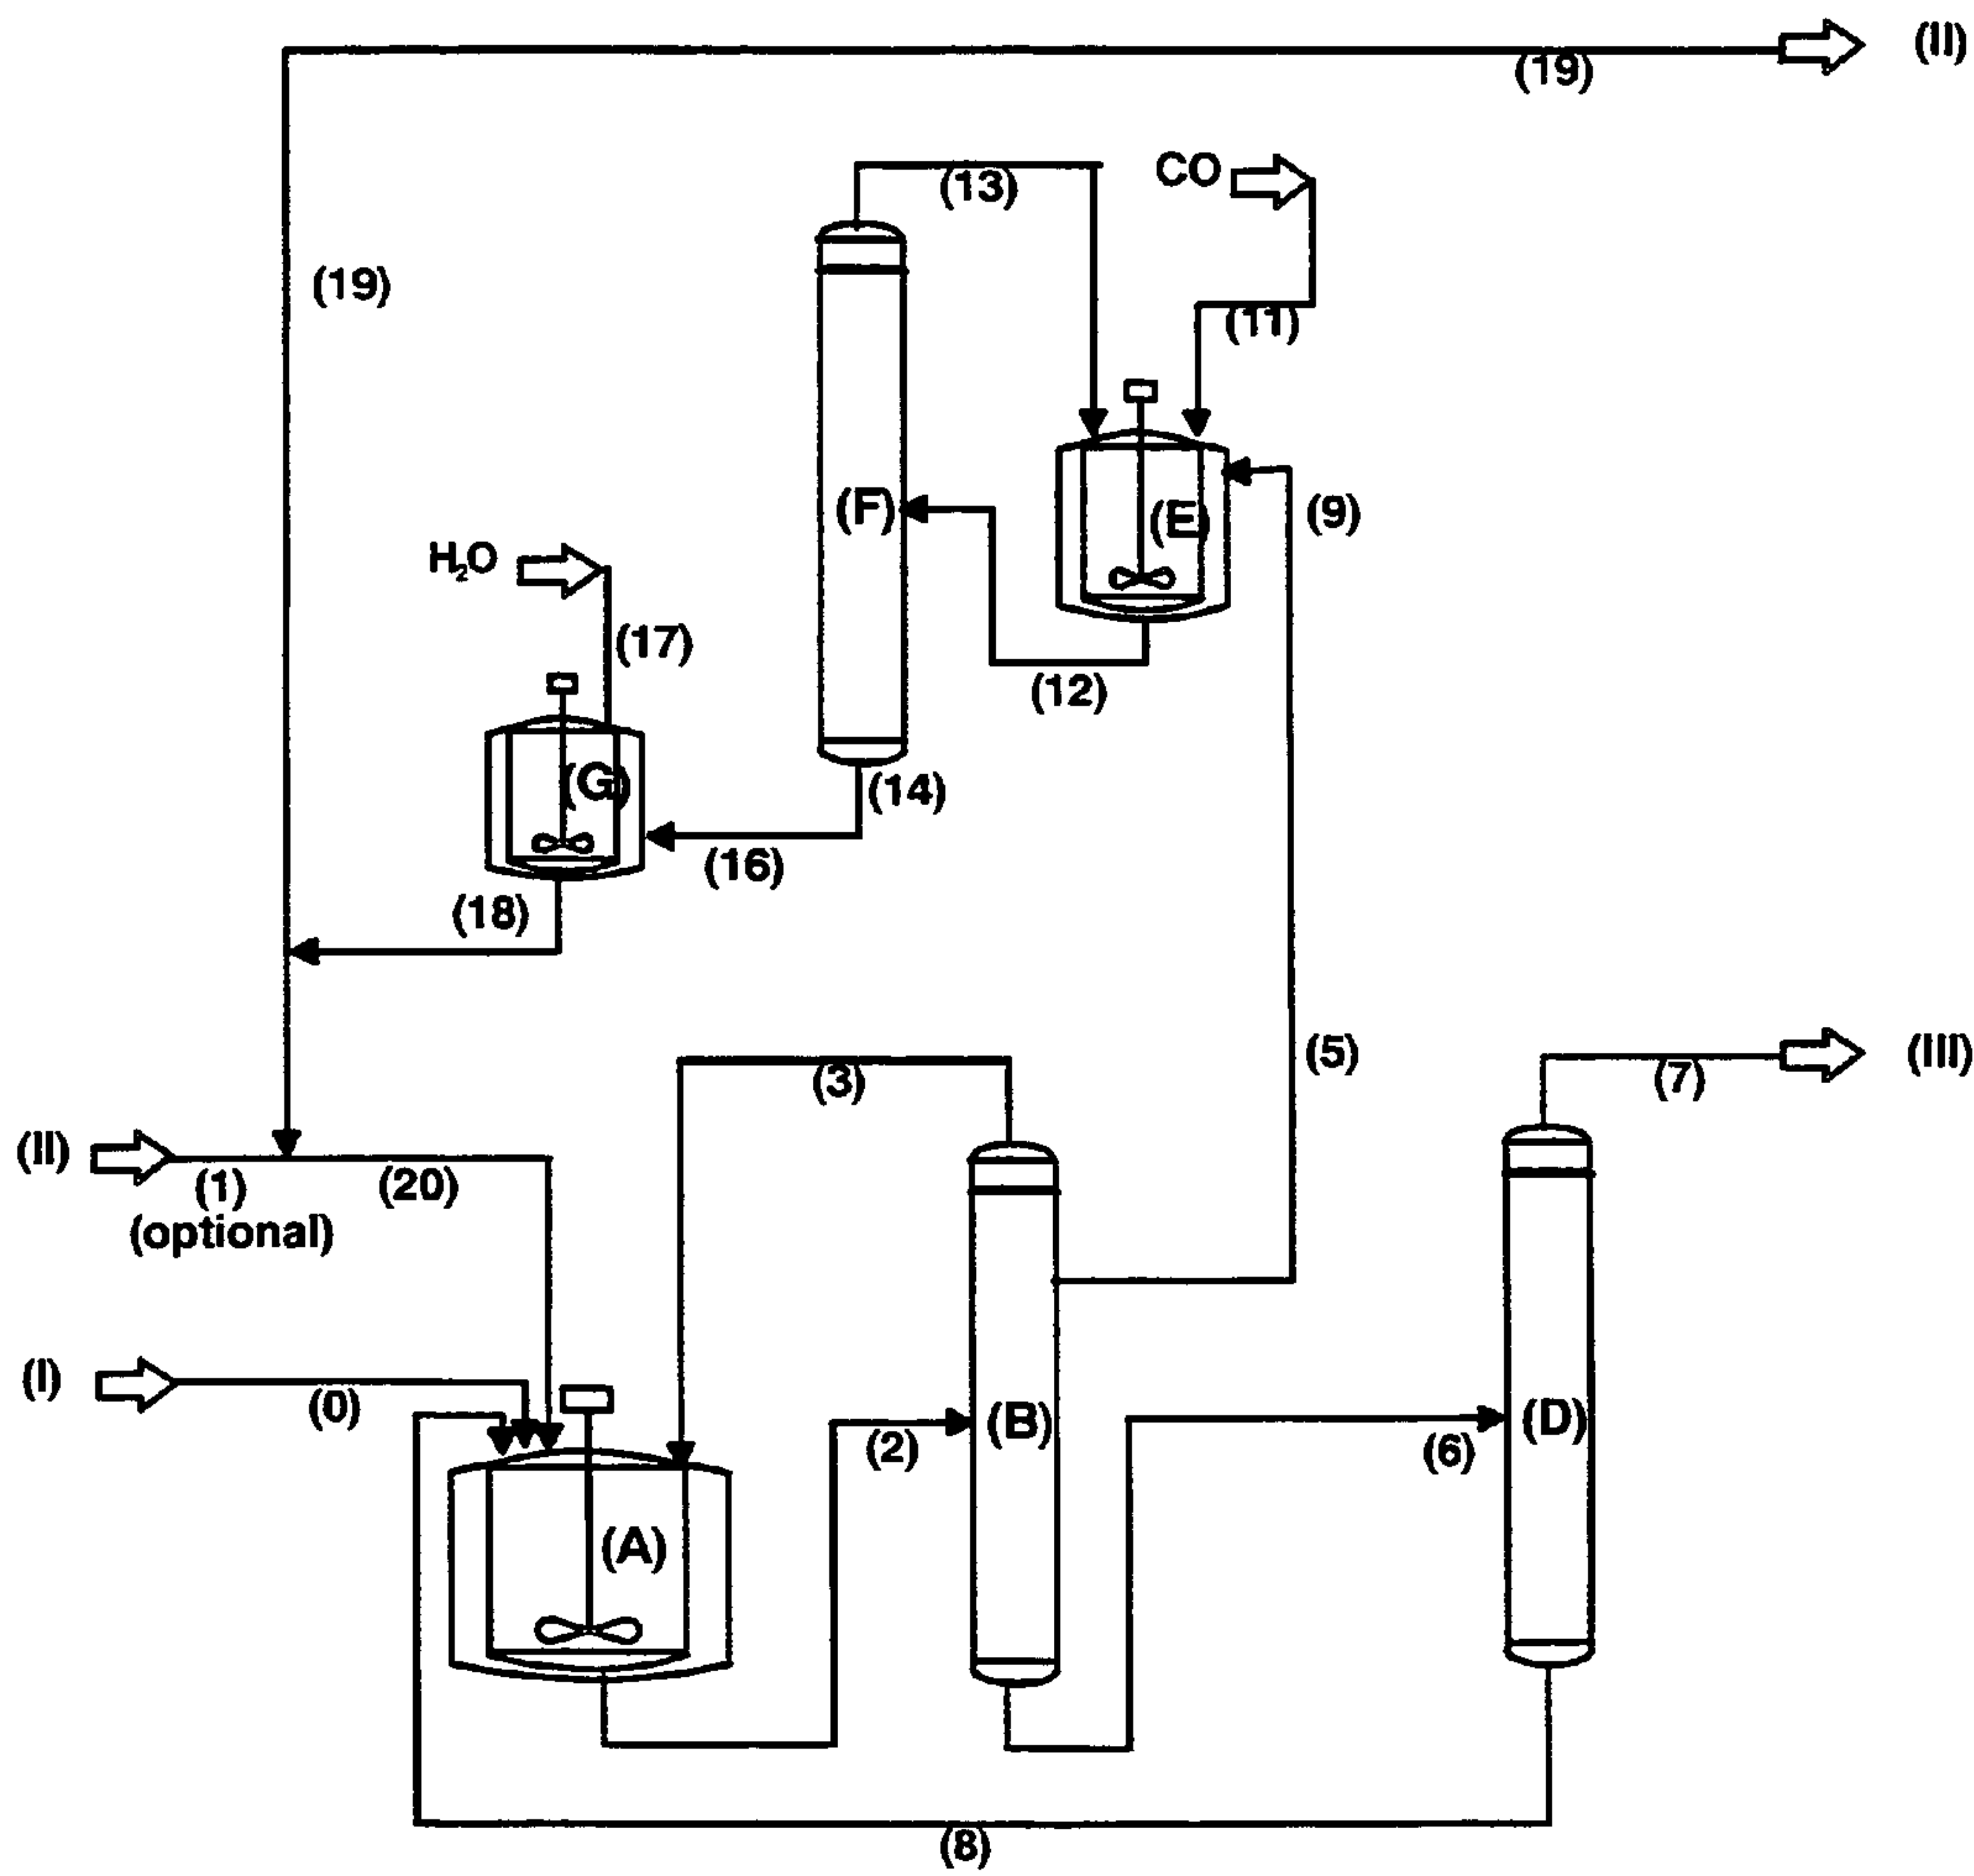 (II)
(19)
CO
(13)
(19)
(11)
(F)
(E)
(9)
H₂O
(17)
(12)
(G)
(14)
(16)
(18)
(5)
(III)
(3)
(7)
(II)
(1)
(20)
(optional)
(I)
(0)
(B)
(D)
(2)
(6)
(A)
(8)